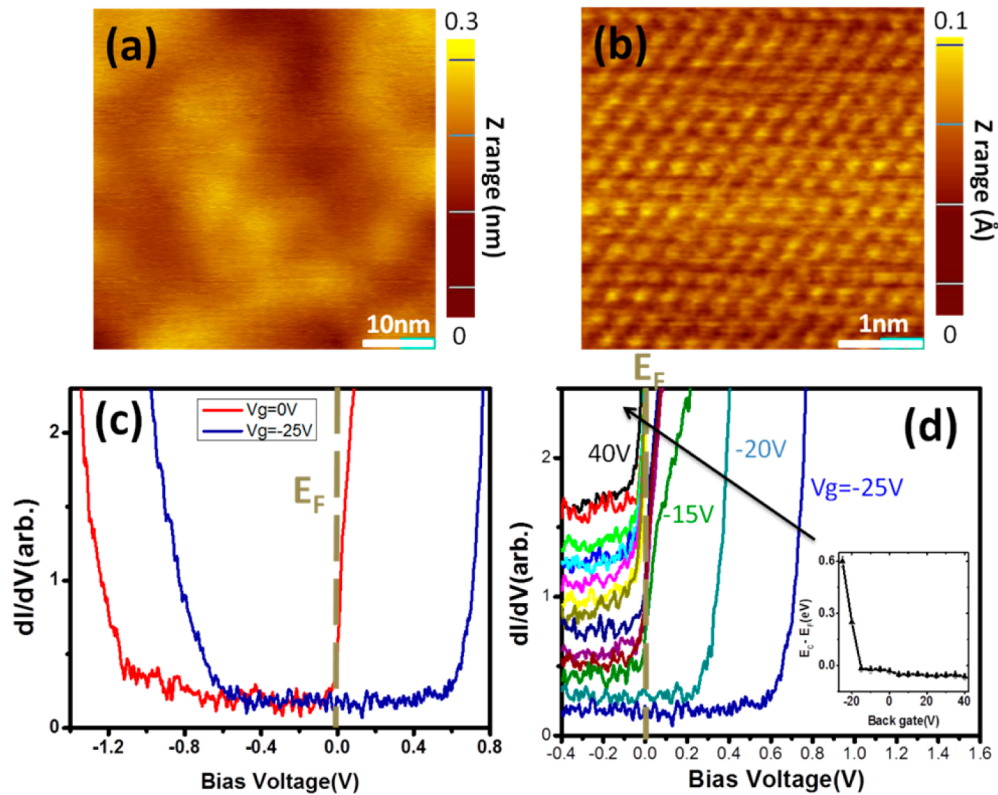 (a)
0.3
Z range (nm)
0
10nm
(b)
0.1
Z range (Å)
0
1nm
(c)
Vg=0V
Vg=-25V
E_F
2
1
0
dI/dV(arb.)
-1.2
-0.8
-0.4
0.0
0.4
0.8
Bias Voltage(V)
E_F
(d)
40V
-20V
-15V
Vg=-25V
2
1
0
dI/dV(arb.)
-0.4
-0.2
0.0
0.2
0.4
0.6
0.8
1.0
1.2
1.4
1.6
Bias Voltage(V)
0.6
0.3
0.0
E_C - E_F(eV)
-20
0
20
40
Back gate(V)